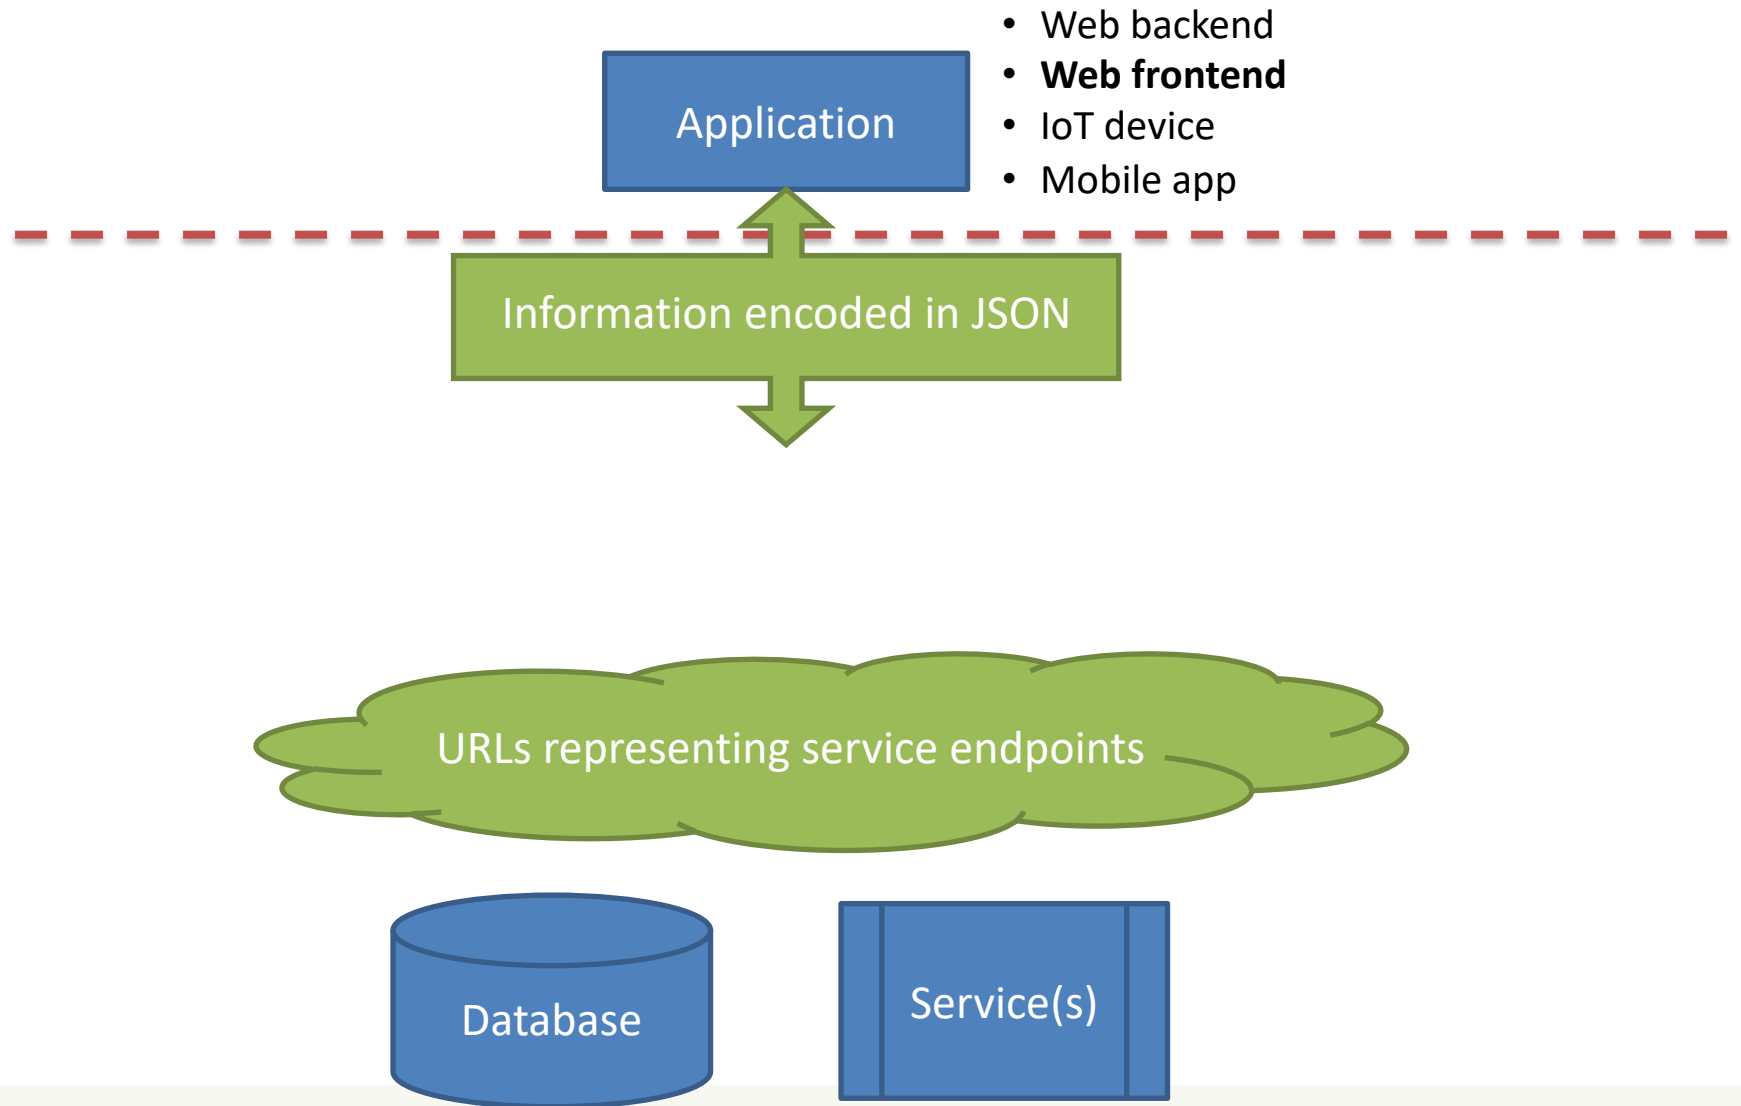 • Web backend
• Web frontend
• IoT device
• Mobile app
Application
Information encoded in JSON
URLs representing service endpoints
Database
Service(s)